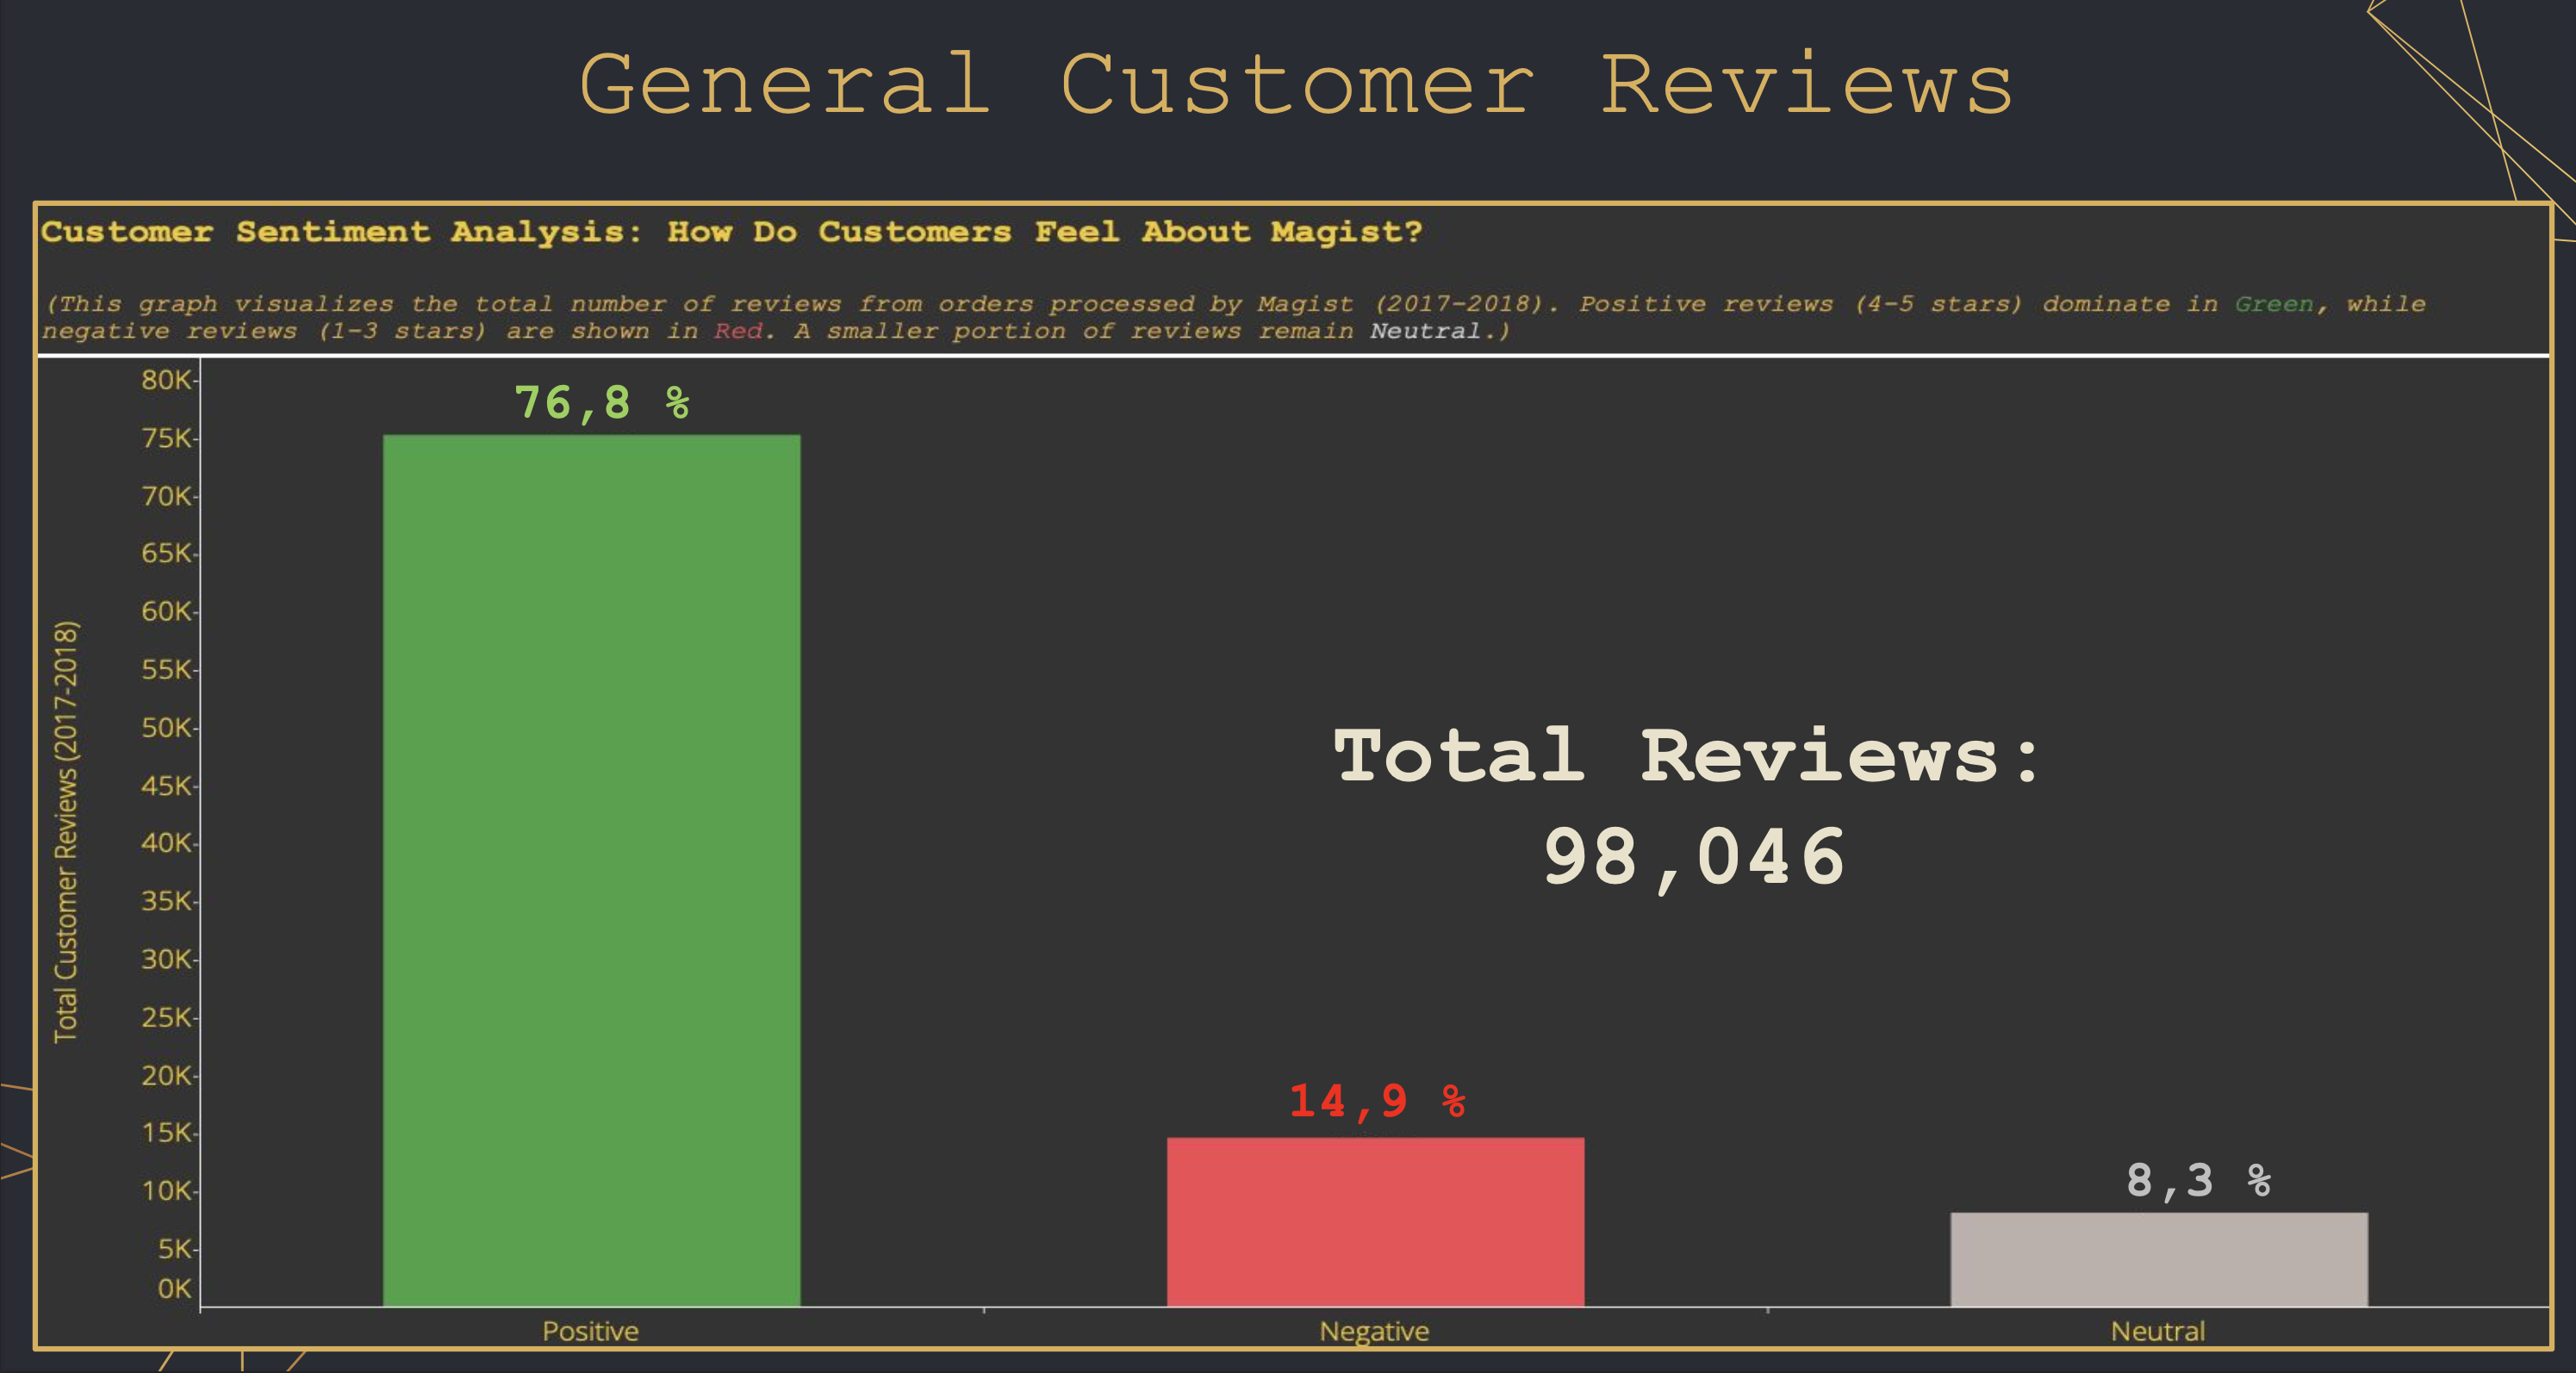 General Customer Reviews
Customer Sentiment Analysis: How Do Customers Feel About Magist?
(This graph visualizes the total number of reviews from orders processed by Magist (2017-2018). Positive reviews (4-5 stars) dominate in Green, while
negative reviews (1-3 stars) are shown in Red. A smaller portion of reviews remain Neutral.)
Total Customer Reviews (2017-2018)
80K
75K
70K
65K
60K
55K
50K
45K
40K
35K
30K
25K
20K
15K
10K
5K
0K
76,8 %
Total Reviews:
98,046
14,9 %
8,3 %
Positive
Negative
Neutral